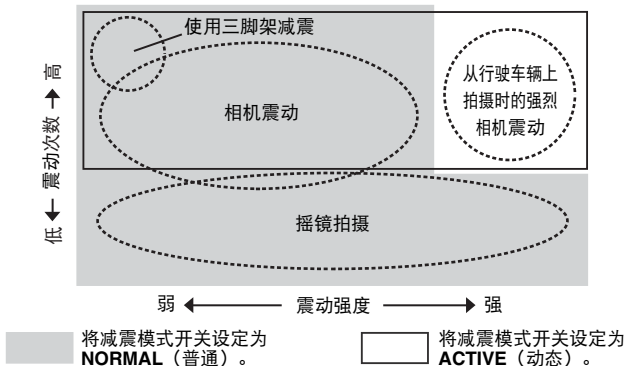 使用三脚架减震
从行驶车辆上
拍摄时的强烈
相机震动
相机震动
摇镜拍摄
低 ← 震动次数 → 高
弱 ← 震动强度 → 强
将减震模式开关设定为
NORMAL（普通）。
将减震模式开关设定为
ACTIVE（动态）。